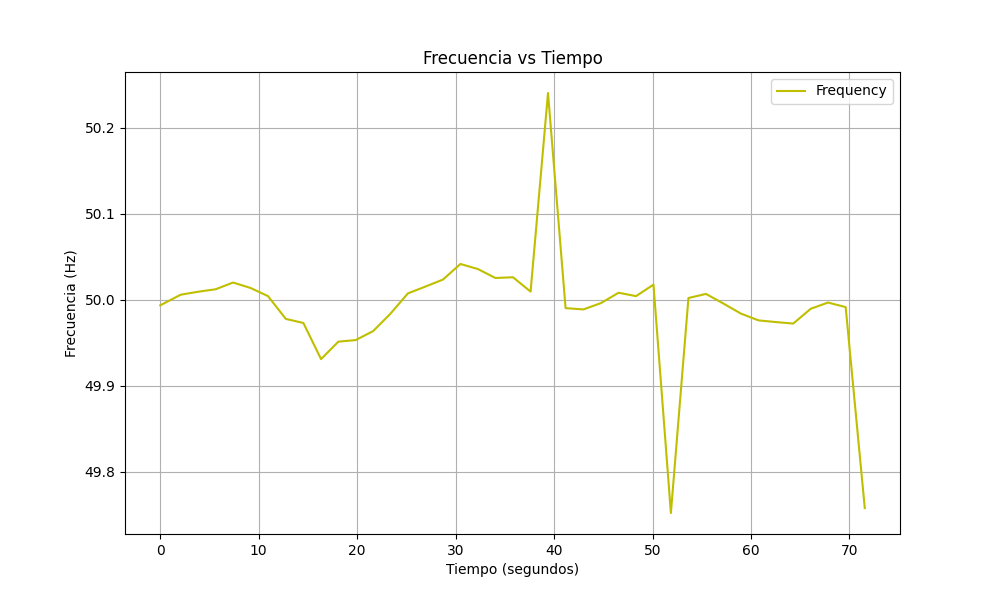 Frecuencia vs Tiempo
Frequency
Frecuencia (Hz)
50.2
50.1
50.0
49.9
49.8
0 10 20 30 40 50 60 70
Tiempo (segundos)